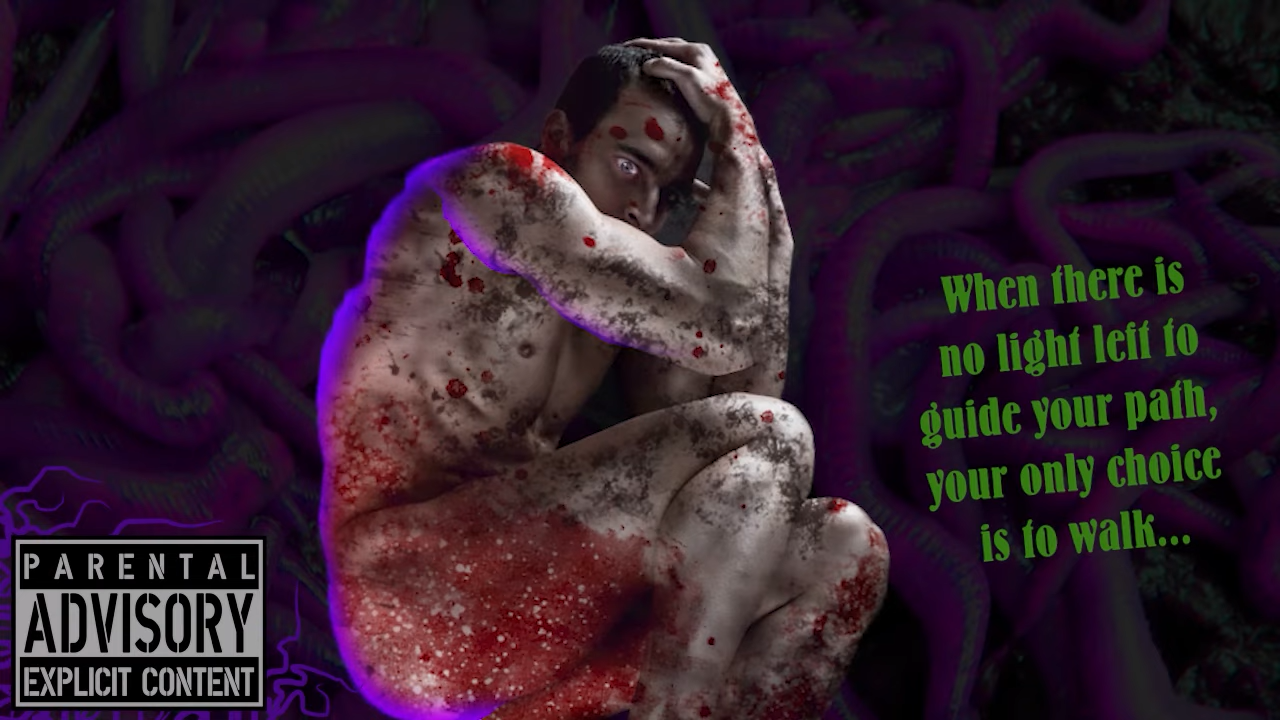 When there is
no light left to
guide your path,
your only choice
is to walk...
PARENTAL
ADVISORY
EXPLICIT CONTENT